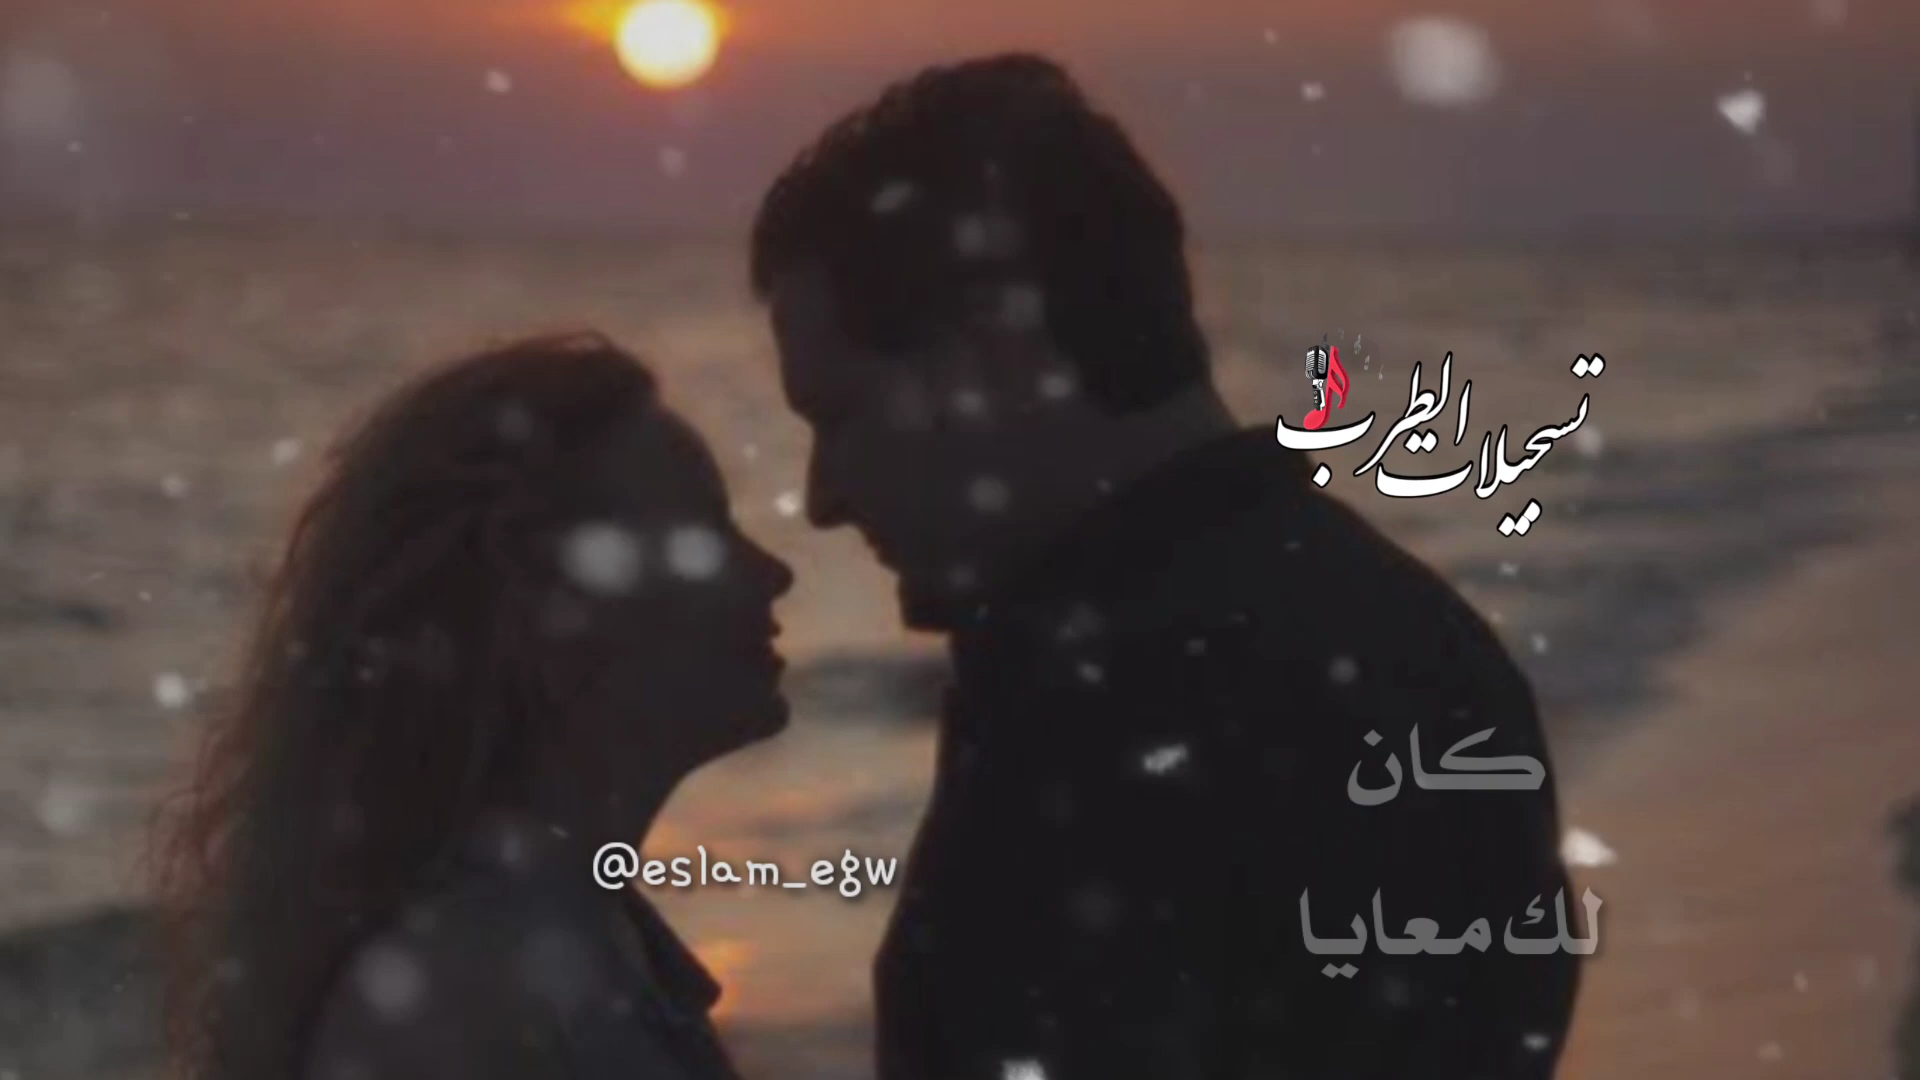 تسجيلات الطرب
كان
لك معايا
@eslam_egw